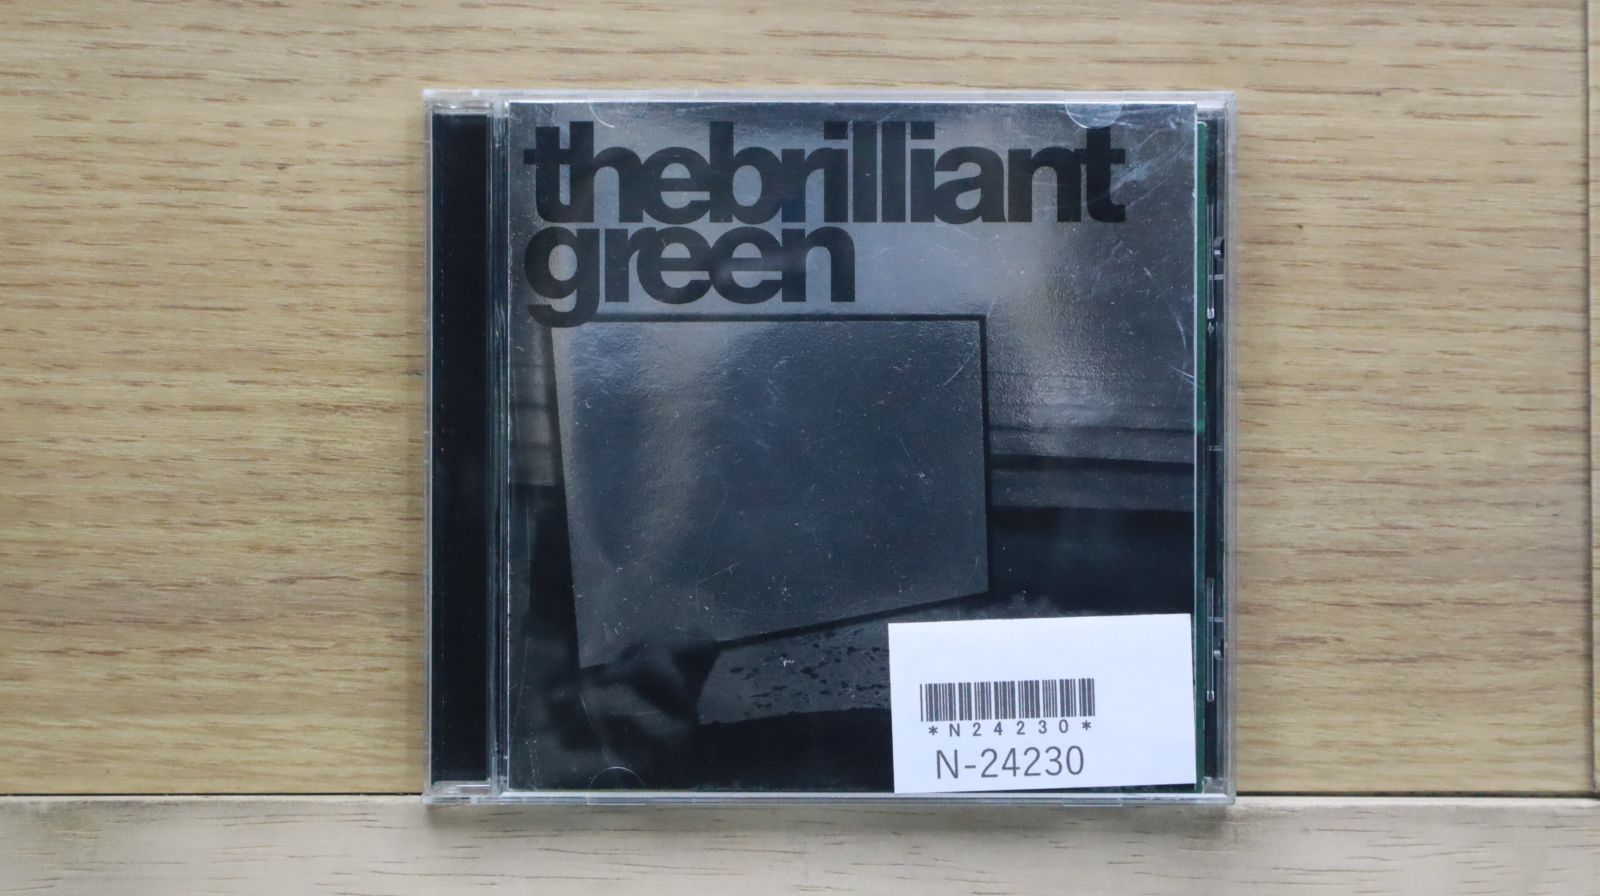 thebrilliant
green
*N24230*
N-24230